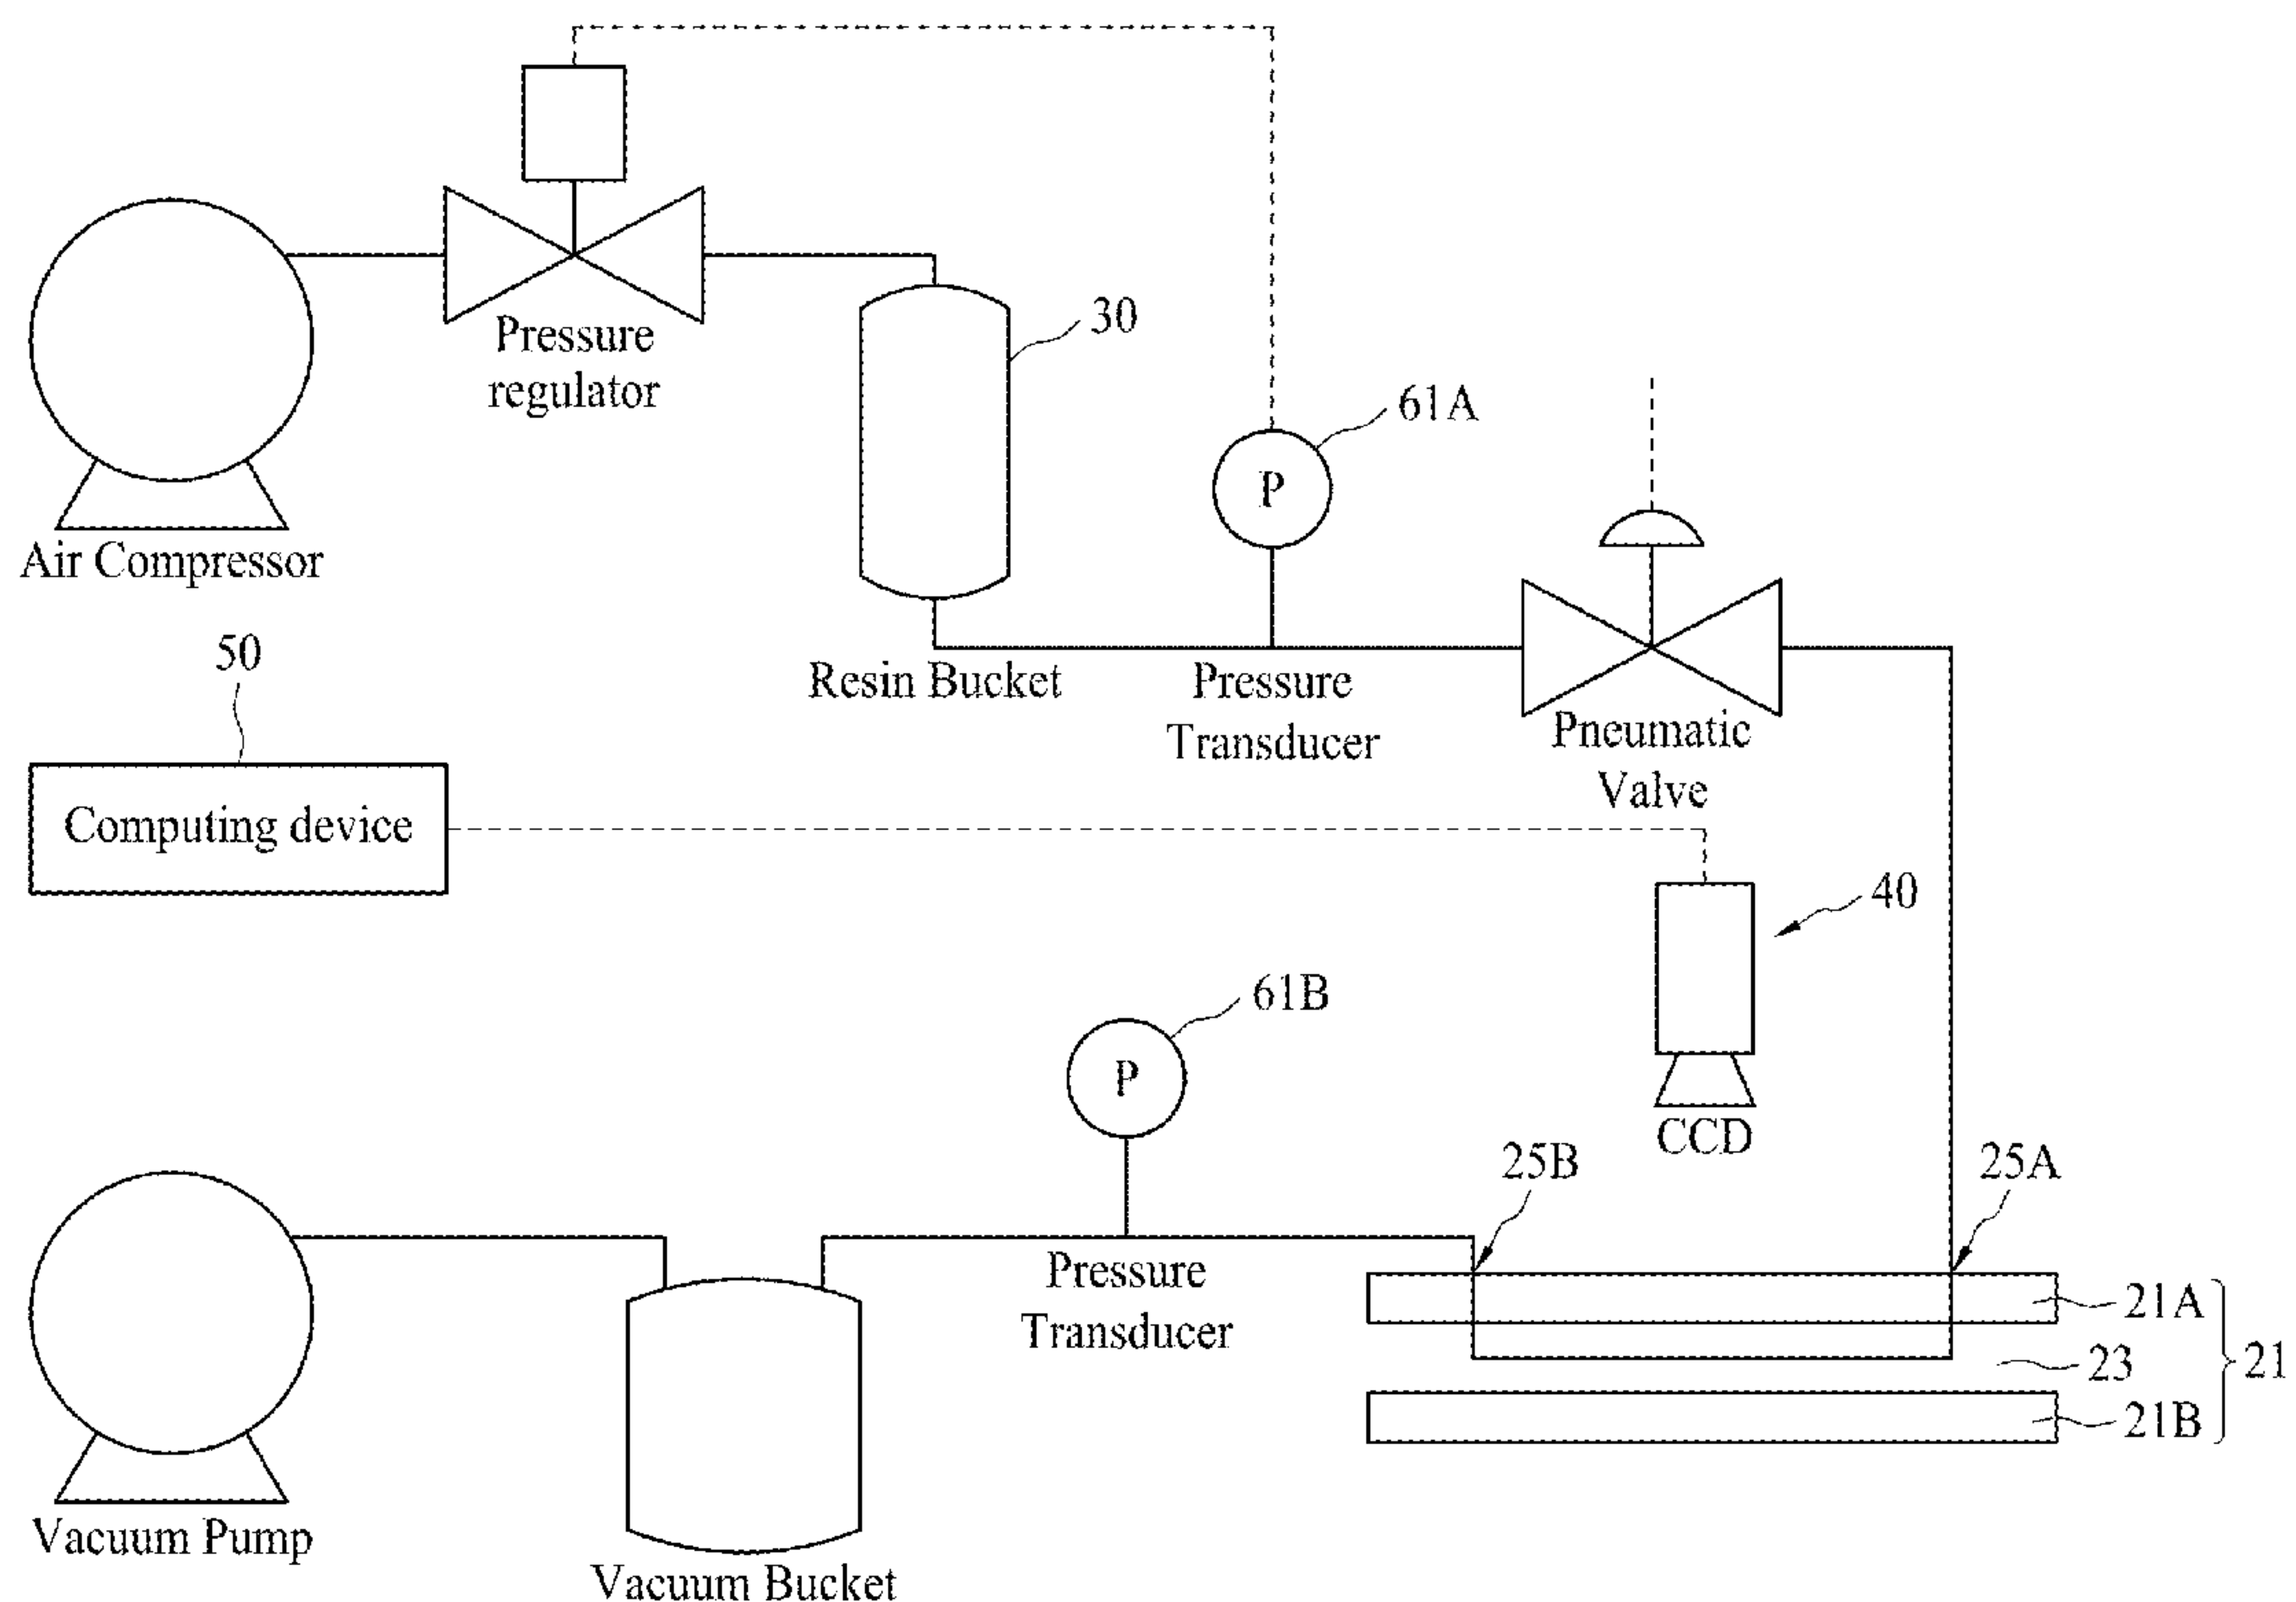 Pressure
regulator
30
61A
P
Air Compressor
50
Resin Bucket
Pressure
Transducer
Pneumatic
Valve
Computing device
40
61B
P
CCD
25B
25A
Pressure
Transducer
21A
23
21
21B
Vacuum Pump
Vacuum Bucket